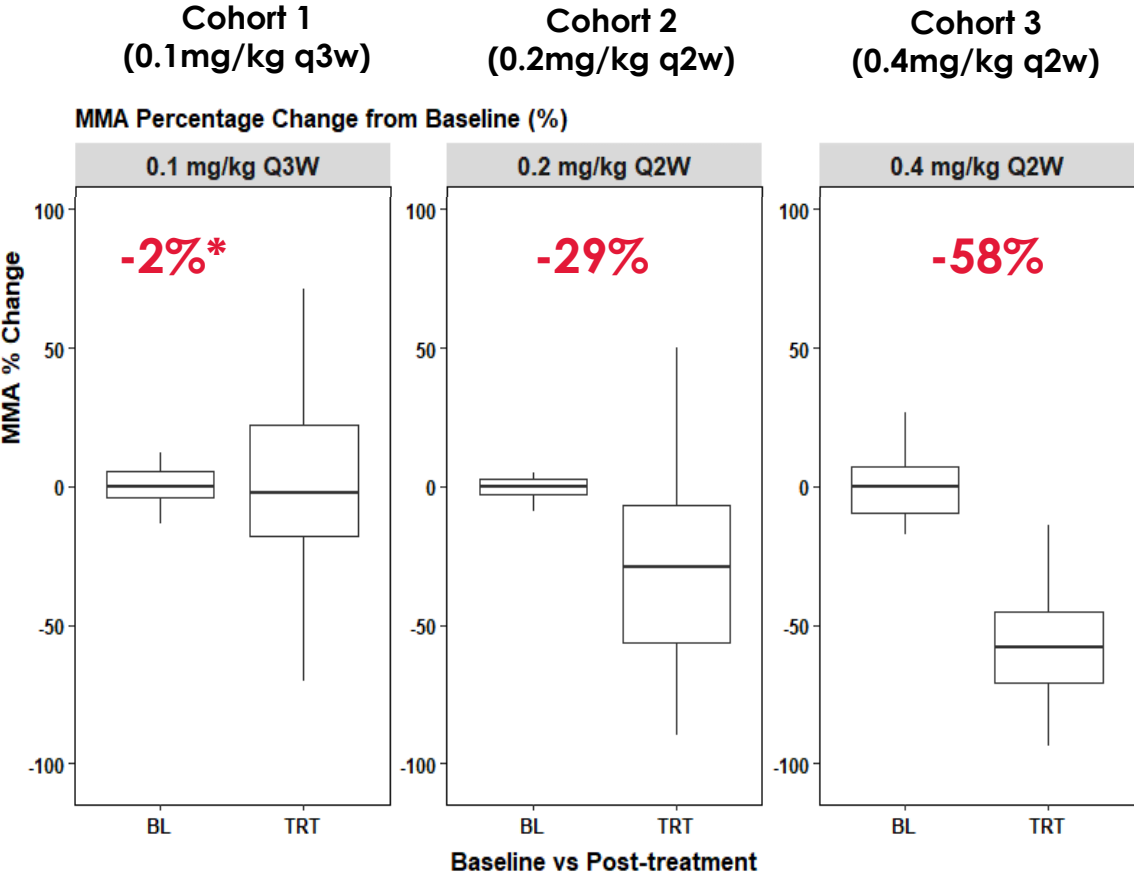 Cohort 1
(0.1mg/kg q3w)
Cohort 2
(0.2mg/kg q2w)
Cohort 3
(0.4mg/kg q2w)
MMA Percentage Change from Baseline (%)
0.1 mg/kg Q3W
0.2 mg/kg Q2W
0.4 mg/kg Q2W
MMA % Change
100
50
0
-50
-100
-2%*
BL
TRT
100
50
0
-50
-100
-29%
BL
TRT
100
50
0
-50
-100
-58%
BL
TRT
Baseline vs Post-treatment